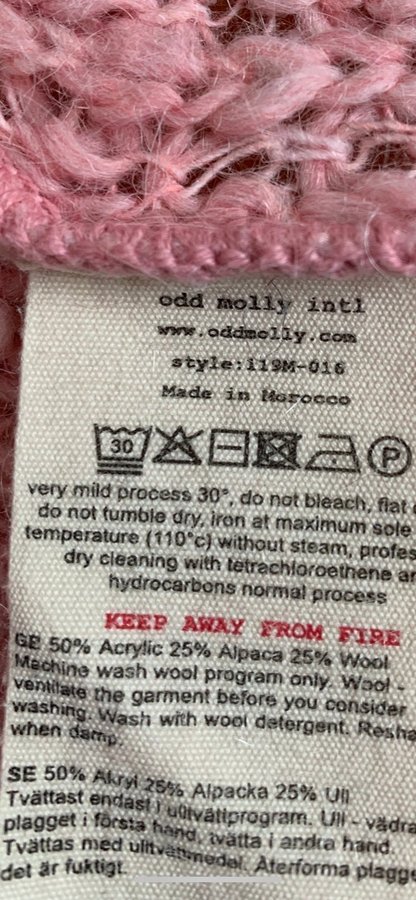 odd molly intl
www.oddmolly.com
style:119M-016
Made in Morocco
30
P
very mild process 30°, do not bleach, flat
do not tumble dry, iron at maximum sole
temperature (110°c) without steam, profes
dry cleaning with tetrachloroethene a
hydrocarbons normal process
KEEP AWAY FROM FIRE
GE 50% Acrylic 25% Alpaca 25% Wool
Machine wash wool program only. Wool -
ventilate the garment before you consider
washing. Wash with wool detergent. Resha
when damp.
SE 50% Akryl 25% Alpacka 25% Ull
Tvättast endast i ulltvättprogram. Ull - vädra
plagget i första hand, tvätta i andra hand.
Tvättas med ulltvättmedel. Återforma plagge
det är fuktigt.